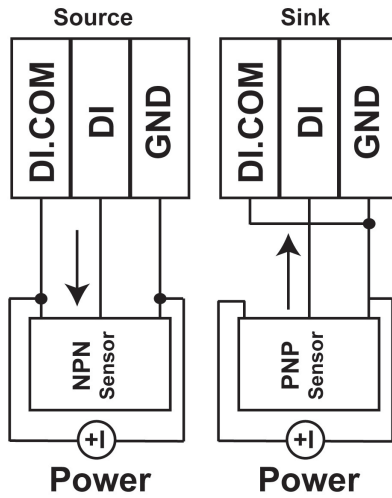 Source
DI.COM
DI
GND
NPN
Sensor
+I
Power
Sink
DI.COM
DI
GND
PNP
Sensor
+I
Power